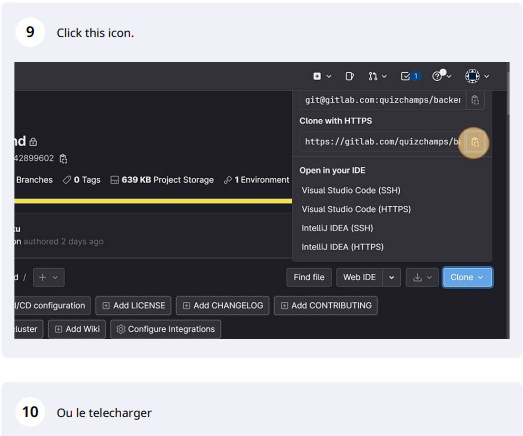 9 Click this icon.
1
git@gitlab.com:quizchamps/backe
Clone with HTTPS
https://gitlab.com/quizchamps/b
Open in your IDE
Visual Studio Code (SSH)
Visual Studio Code (HTTPS)
IntelliJ IDEA (SSH)
IntelliJ IDEA (HTTPS)
nd
42899602
Branches 0 Tags 639 KB Project Storage 1 Environment
authored 2 days ago
d / +
Find file Web IDE Clone
I/CD configuration Add LICENSE Add CHANGELOG Add CONTRIBUTING
luster Add Wiki Configure Integrations
10 Ou le telecharger